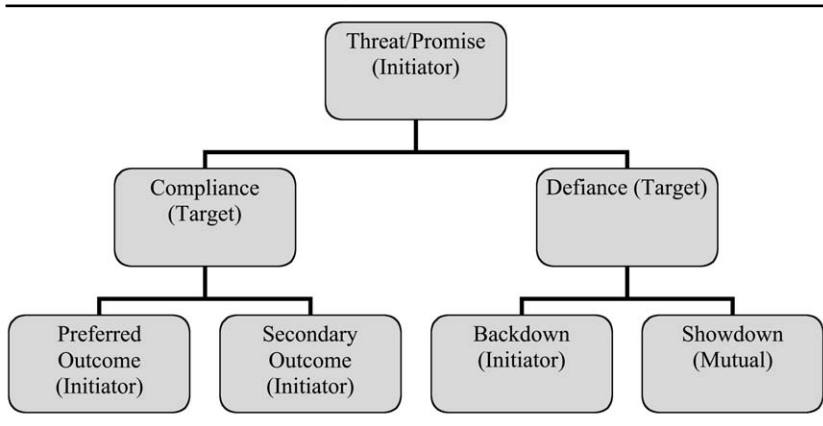 Threat/Promise
(Initiator)
Compliance
(Target)
Defiance (Target)
Preferred
Outcome
(Initiator)
Secondary
Outcome
(Initiator)
Backdown
(Initiator)
Showdown
(Mutual)